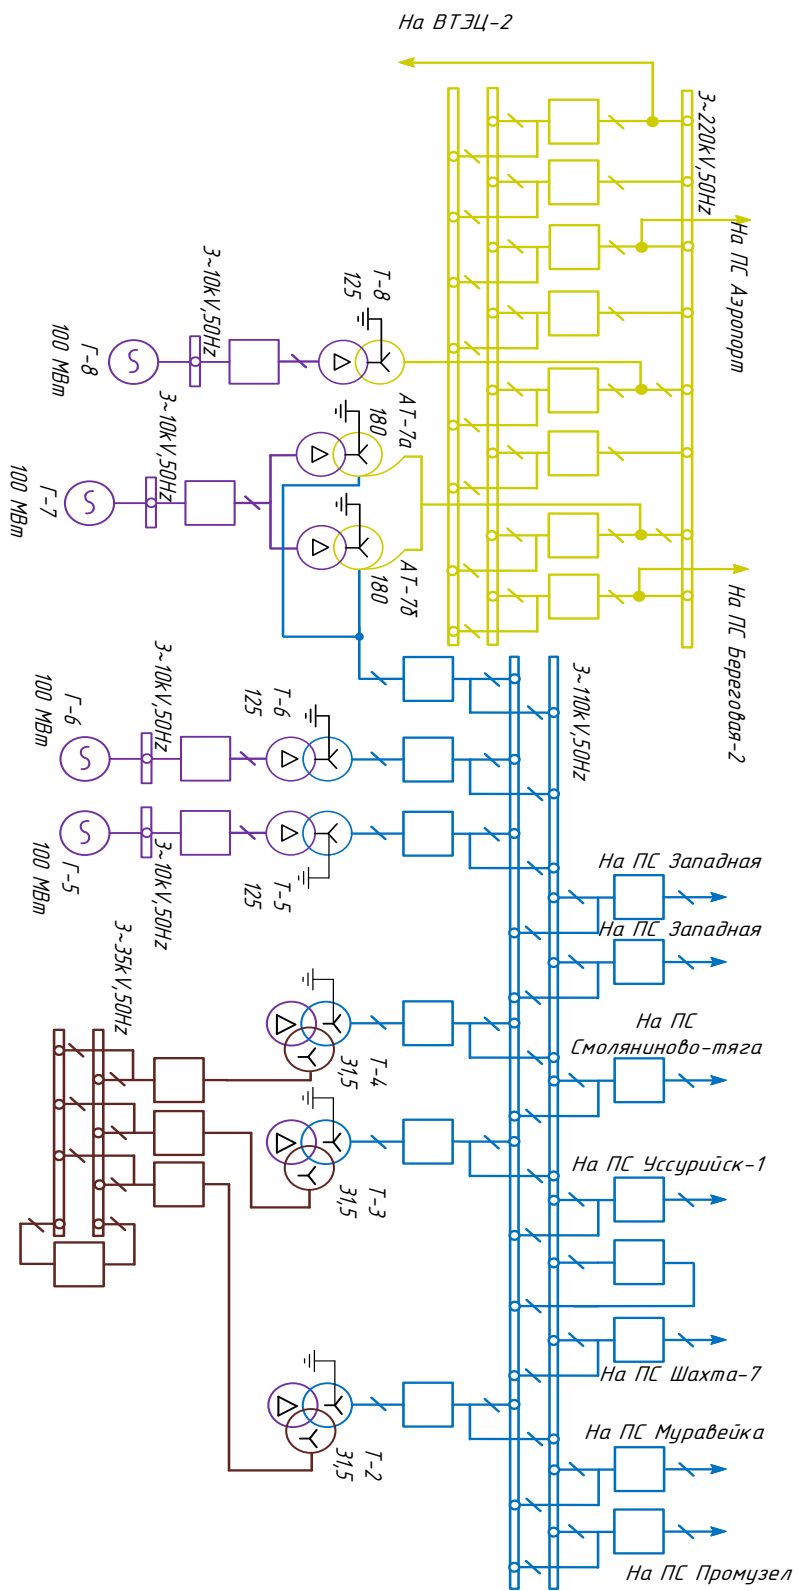 На ВТЭЦ-2
3~220kV,50Hz
На ПС Аэропорт
3~10kV,50Hz
Т-8
125
Г-8
100 МВт
3~10kV,50Hz
АТ-7а
180
Г-7
100 МВт
АТ-7б
180
На ПС Береговая-2
3~110kV,50Hz
3~10kV,50Hz
Т-6
125
Г-6
100 МВт
3~10kV,50Hz
Т-5
125
Г-5
100 МВт
На ПС Западная
На ПС Западная
3~35kV,50Hz
На ПС
Смоляниново-тяга
Т-4
31,5
На ПС Уссурийск-1
Т-3
31,5
На ПС Шахта-7
На ПС Муравейка
Т-2
31,5
На ПС Промузел